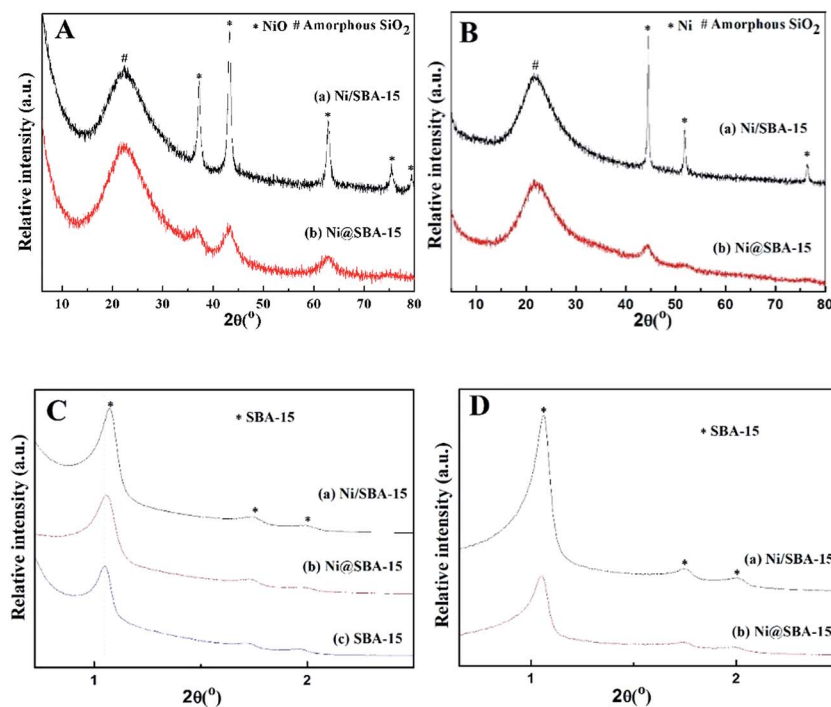 A
* NiO # Amorphous SiO2
#
*
*
*
*
*
(a) Ni/SBA-15
(b) Ni@SBA-15
Relative intensity (a.u.)
10 20 30 40 50 60 70 80
2θ(°)
B
* Ni # Amorphous SiO2
#
*
*
*
(a) Ni/SBA-15
(b) Ni@SBA-15
Relative intensity (a.u.)
10 20 30 40 50 60 70 80
2θ(°)
C
*
* SBA-15
(a) Ni/SBA-15
*
*
(b) Ni@SBA-15
(c) SBA-15
Relative intensity (a.u.)
1 2
2θ(°)
D
*
* SBA-15
(a) Ni/SBA-15
*
*
(b) Ni@SBA-15
Relative intensity (a.u.)
1 2
2θ(°)